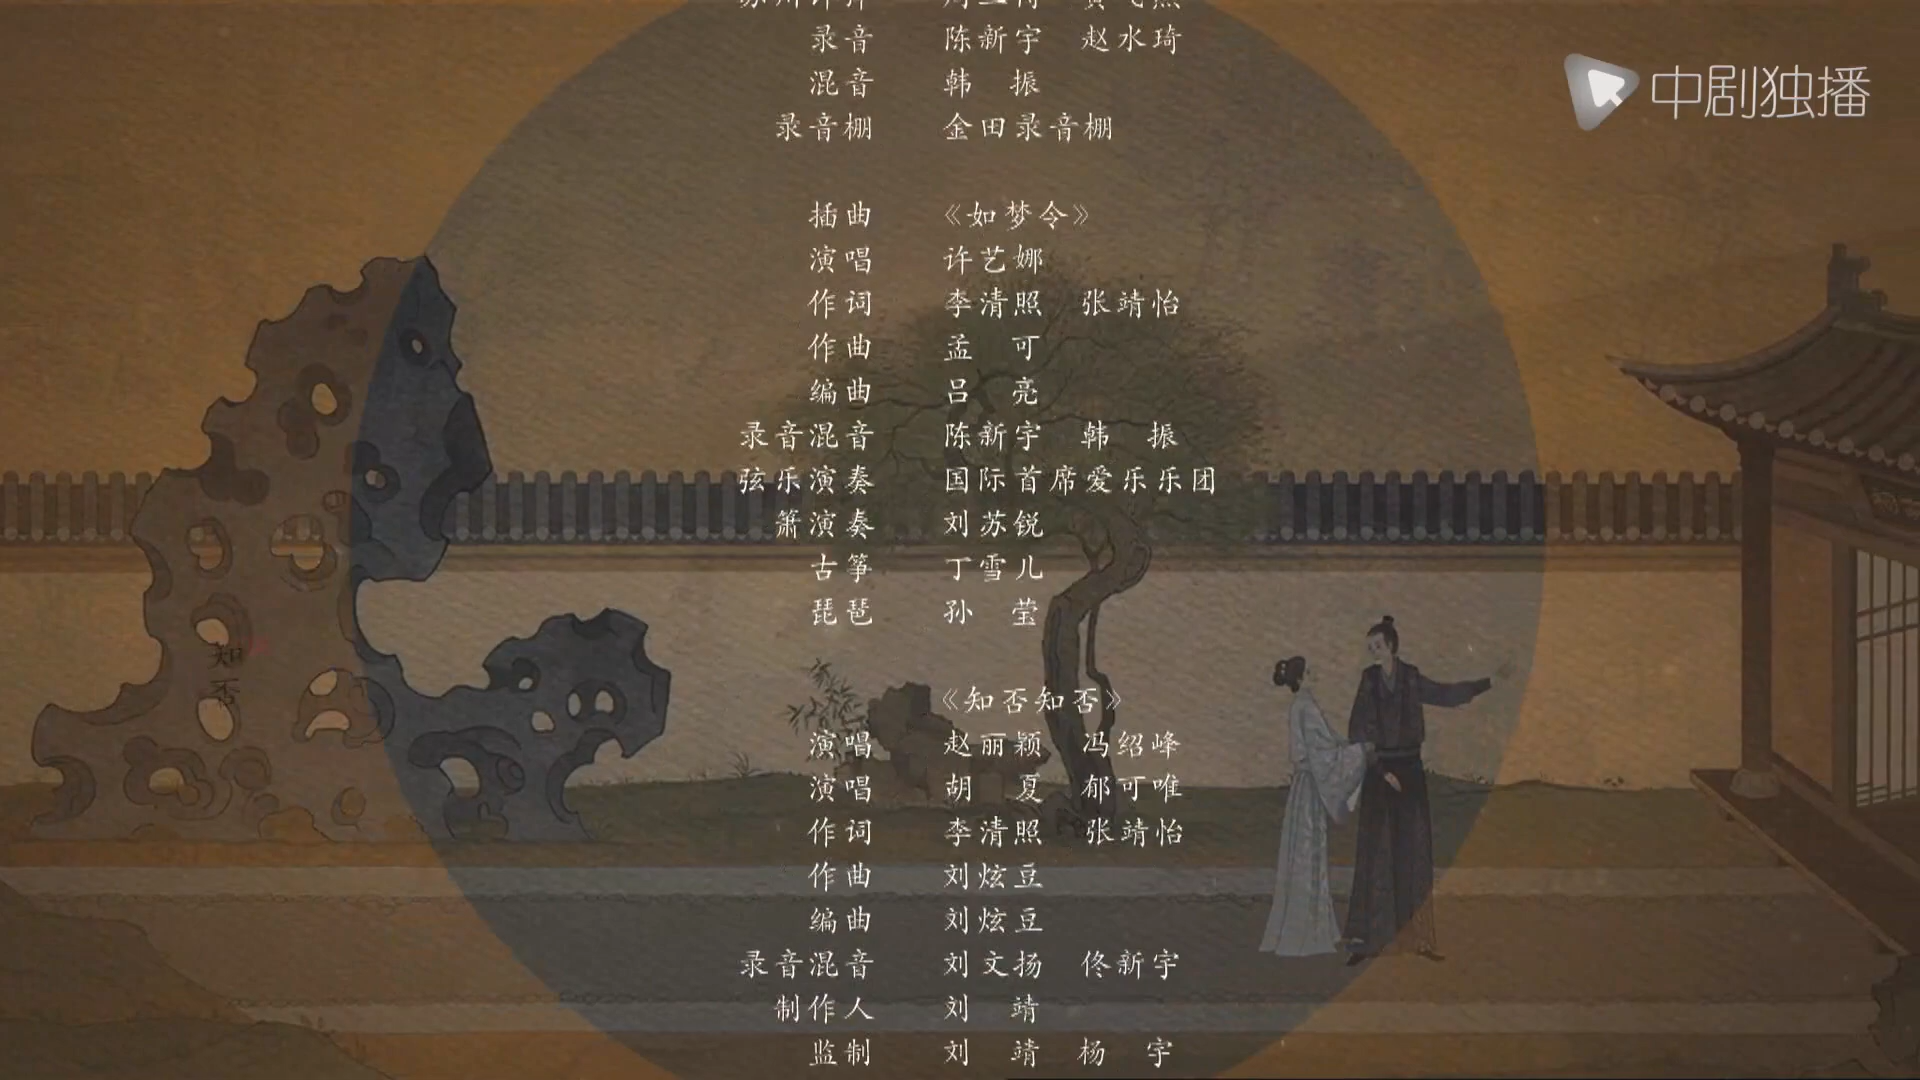 录音 陈新宇 赵水琦
混音 韩 振
录音棚 金田录音棚
中剧独播
插曲 《如梦令》
演唱 许艺娜
作词 李清照 张靖怡
作曲 孟 可
编曲 吕 亮
录音混音 陈新宇 韩 振
弦乐演奏 国际首席爱乐乐团
箫演奏 刘苏锐
古筝 丁雪儿
琵琶 孙 莹
知否
《知否知否》
演唱 赵丽颖 冯绍峰
演唱 胡 夏 郁可唯
作词 李清照 张靖怡
作曲 刘炫豆
编曲 刘炫豆
录音混音 刘文扬 佟新宇
制作人 刘 靖
监制 刘 靖 杨 宇